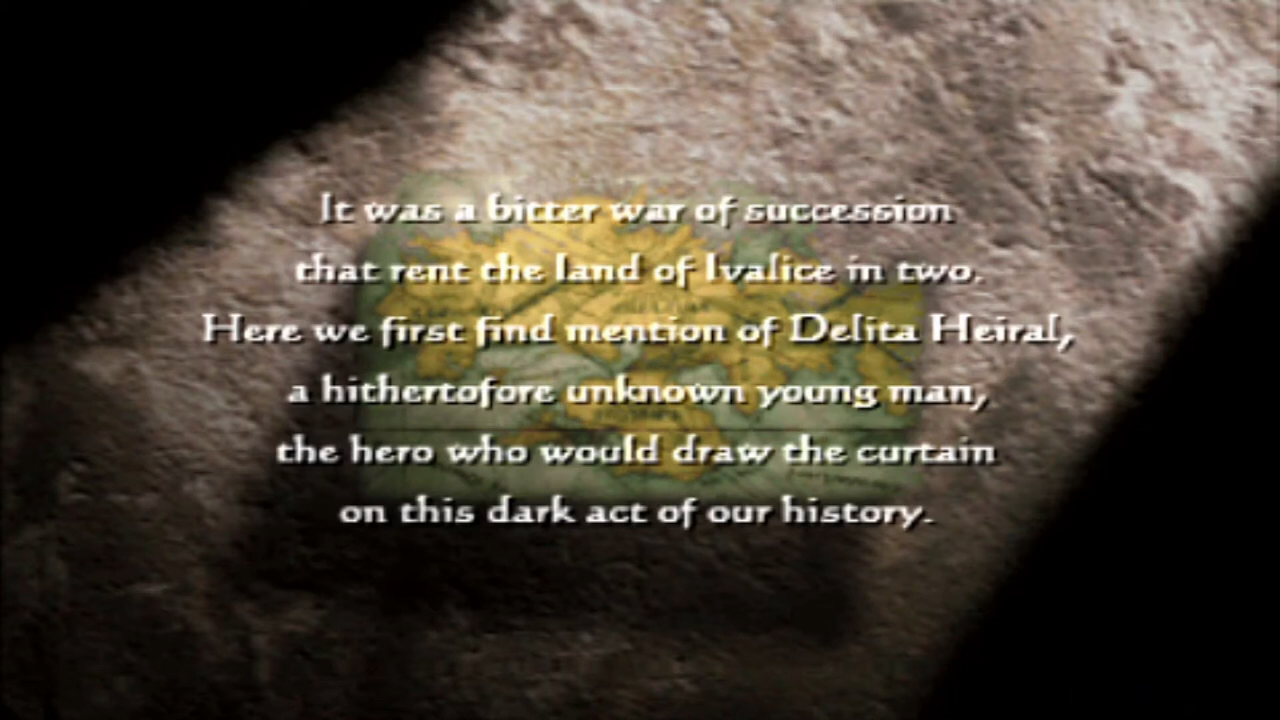 It was a bitter war of succession
that rent the land of Ivalice in two.
Here we first find mention of Delita Heiral,
a hithertofore unknown young man,
the hero who would draw the curtain
on this dark act of our history.